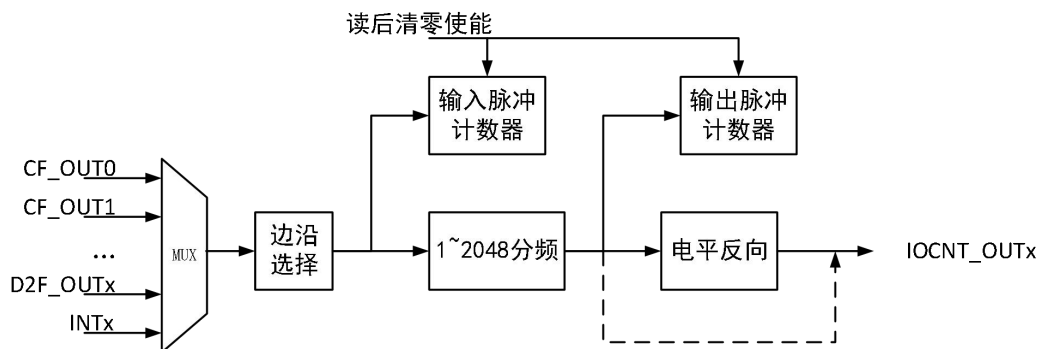 读后清零使能
输入脉冲
计数器
输出脉冲
计数器
CF_OUT0
CF_OUT1
...
D2F_OUTx
INTx
MUX
边沿
选择
1~2048分频
电平反向
IOCNT_OUTx